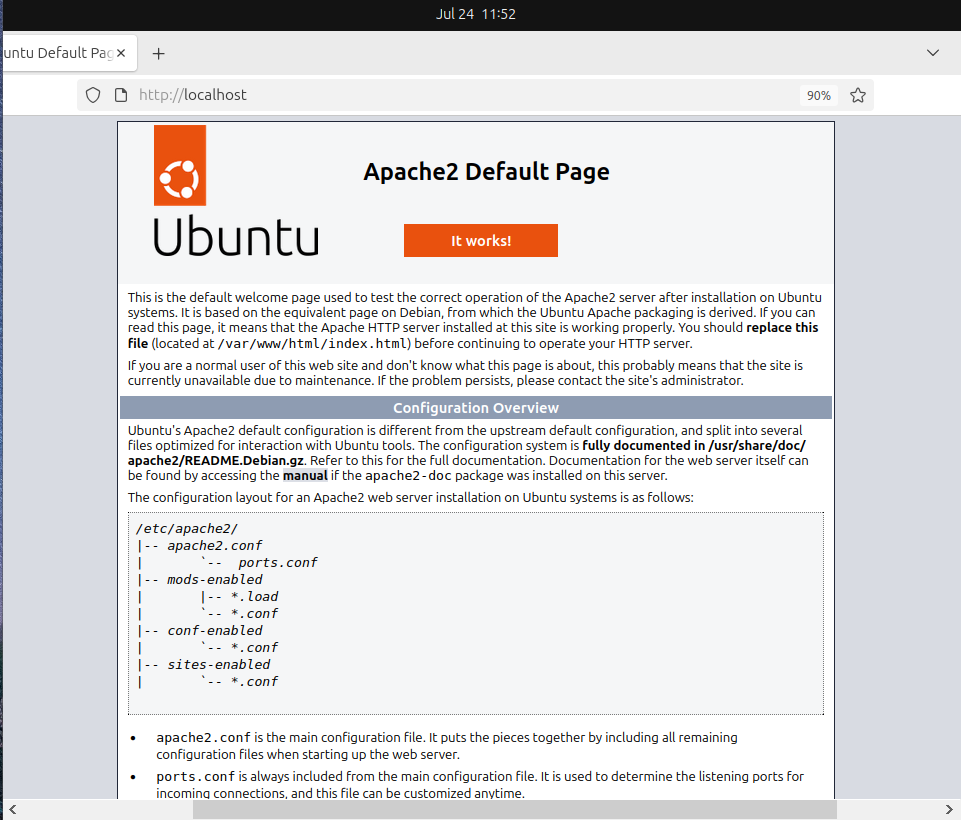 Jul 24 11:52
untu Default Pag
http://localhost
90%
Apache2 Default Page
Ubuntu
It works!
This is the default welcome page used to test the correct operation of the Apache2 server after installation on Ubuntu
systems. It is based on the equivalent page on Debian, from which the Ubuntu Apache packaging is derived. If you can
read this page, it means that the Apache HTTP server installed at this site is working properly. You should replace this
file (located at /var/www/html/index.html) before continuing to operate your HTTP server.
If you are a normal user of this web site and don't know what this page is about, this probably means that the site is
currently unavailable due to maintenance. If the problem persists, please contact the site's administrator.
Configuration Overview
Ubuntu's Apache2 default configuration is different from the upstream default configuration, and split into several
files optimized for interaction with Ubuntu tools. The configuration system is fully documented in /usr/share/doc/
apache2/README.Debian.gz. Refer to this for the full documentation. Documentation for the web server itself can
be found by accessing the manual if the apache2-doc package was installed on this server.
The configuration layout for an Apache2 web server installation on Ubuntu systems is as follows:
/etc/apache2/
|-- apache2.conf
|       `--  ports.conf
|-- mods-enabled
|       |-- *.load
|       `-- *.conf
|-- conf-enabled
|       `-- *.conf
|-- sites-enabled
|       `-- *.conf
• apache2.conf is the main configuration file. It puts the pieces together by including all remaining
configuration files when starting up the web server.
• ports.conf is always included from the main configuration file. It is used to determine the listening ports for
incoming connections, and this file can be customized anytime.